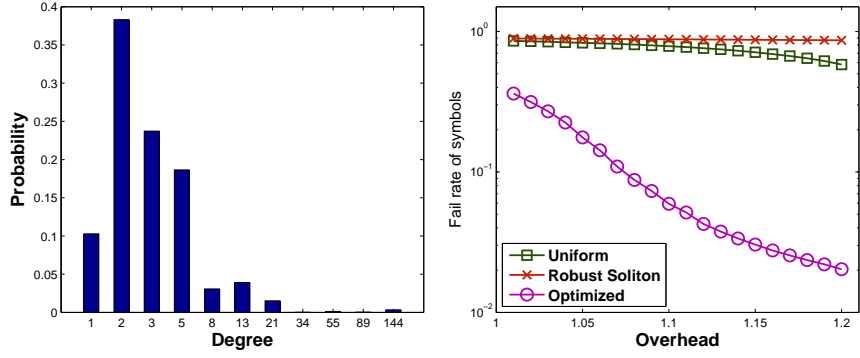 0.4
0.35
0.3
0.25
0.2
0.15
0.1
0.05
0
Probability
1 2 3 5 8 13 21 34 55 89 144
Degree
10^0
10^-1
10^-2
Fail rate of symbols
Uniform
Robust Soliton
Optimized
1 1.05 1.1 1.15 1.2
Overhead